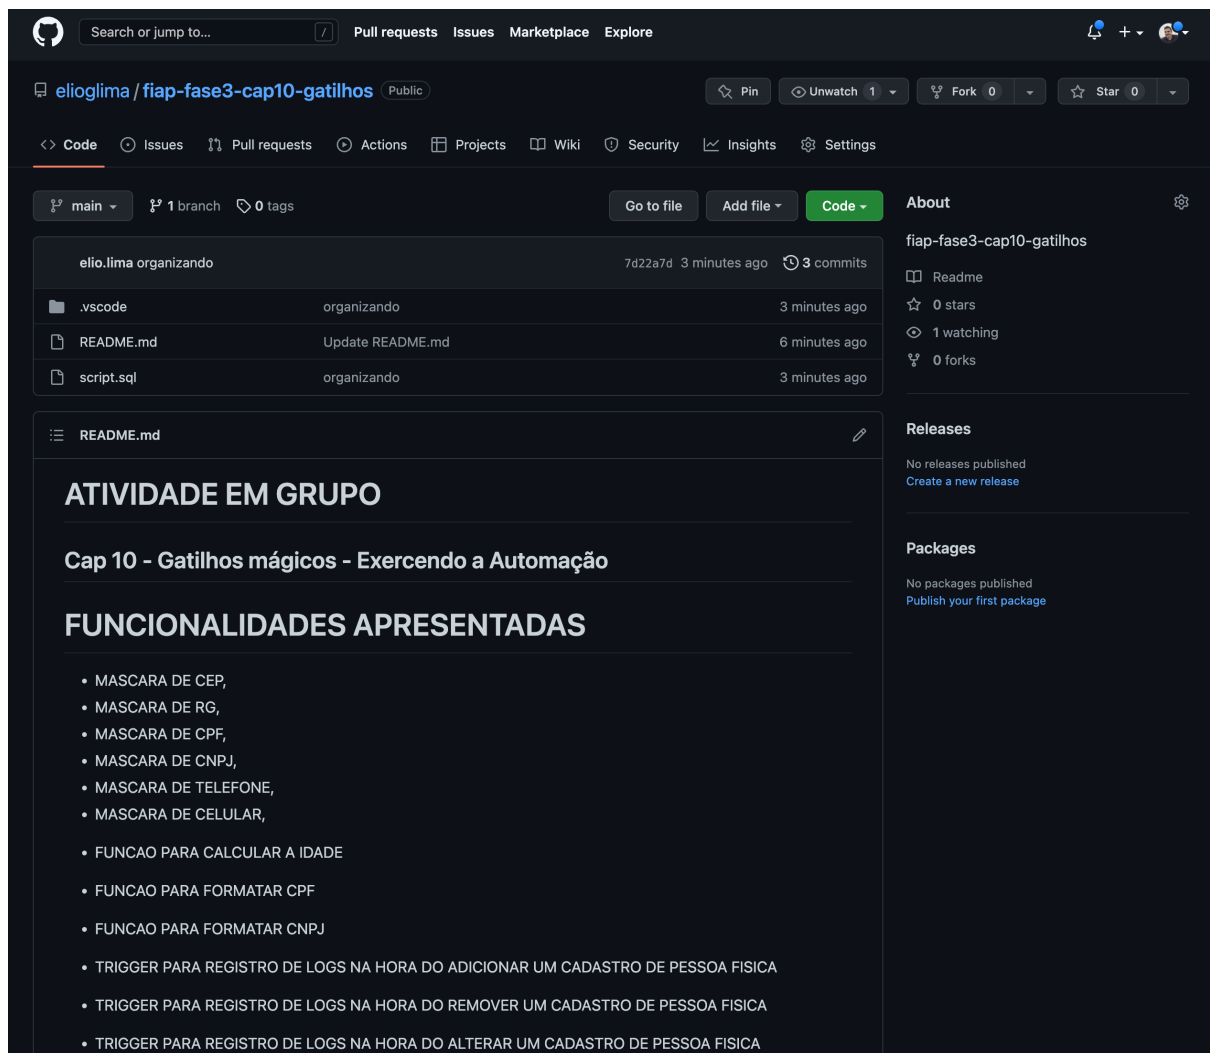 Search or jump to... / Pull requests Issues Marketplace Explore
elioglima / fiap-fase3-cap10-gatilhos Public Pin Unwatch 1 Fork 0 Star 0
Code Issues Pull requests Actions Projects Wiki Security Insights Settings
main 1 branch 0 tags Go to file Add file Code
elio.lima organizando 7d22a7d 3 minutes ago 3 commits
.vscode organizando 3 minutes ago
README.md Update README.md 6 minutes ago
script.sql organizando 3 minutes ago
README.md
ATIVIDADE EM GRUPO
Cap 10 - Gatilhos mágicos - Exercendo a Automação
FUNCIONALIDADES APRESENTADAS
• MASCARA DE CEP,
• MASCARA DE RG,
• MASCARA DE CPF,
• MASCARA DE CNPJ,
• MASCARA DE TELEFONE,
• MASCARA DE CELULAR,
• FUNCAO PARA CALCULAR A IDADE
• FUNCAO PARA FORMATAR CPF
• FUNCAO PARA FORMATAR CNPJ
• TRIGGER PARA REGISTRO DE LOGS NA HORA DO ADICIONAR UM CADASTRO DE PESSOA FISICA
• TRIGGER PARA REGISTRO DE LOGS NA HORA DO REMOVER UM CADASTRO DE PESSOA FISICA
• TRIGGER PARA REGISTRO DE LOGS NA HORA DO ALTERAR UM CADASTRO DE PESSOA FISICA
About
fiap-fase3-cap10-gatilhos
Readme
0 stars
1 watching
0 forks
Releases
No releases published
Create a new release
Packages
No packages published
Publish your first package